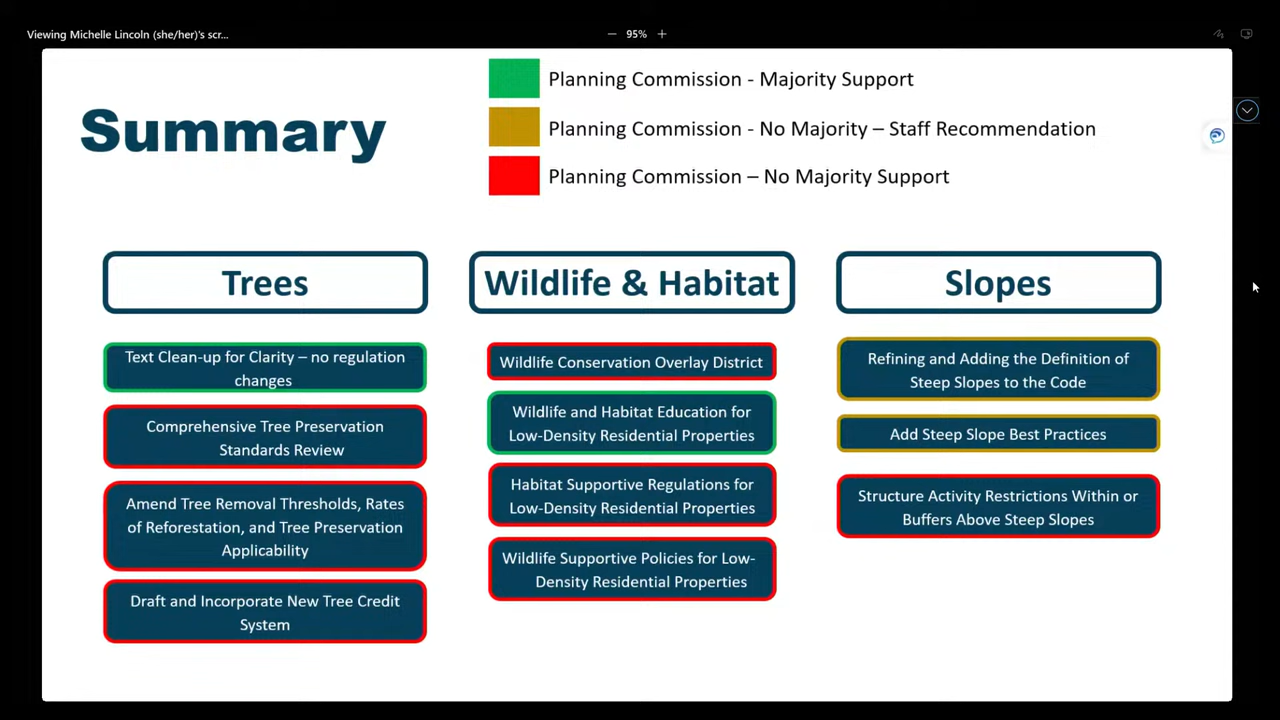 Viewing Michelle Lincoln (she/her)'s scr...
95%
Summary
Planning Commission - Majority Support
Planning Commission - No Majority – Staff Recommendation
Planning Commission – No Majority Support
Trees
Text Clean-up for Clarity – no regulation
changes
Comprehensive Tree Preservation
Standards Review
Amend Tree Removal Thresholds, Rates
of Reforestation, and Tree Preservation
Applicability
Draft and Incorporate New Tree Credit
System
Wildlife & Habitat
Wildlife Conservation Overlay District
Wildlife and Habitat Education for
Low-Density Residential Properties
Habitat Supportive Regulations for
Low-Density Residential Properties
Wildlife Supportive Policies for Low-
Density Residential Properties
Slopes
Refining and Adding the Definition of
Steep Slopes to the Code
Add Steep Slope Best Practices
Structure Activity Restrictions Within or
Buffers Above Steep Slopes